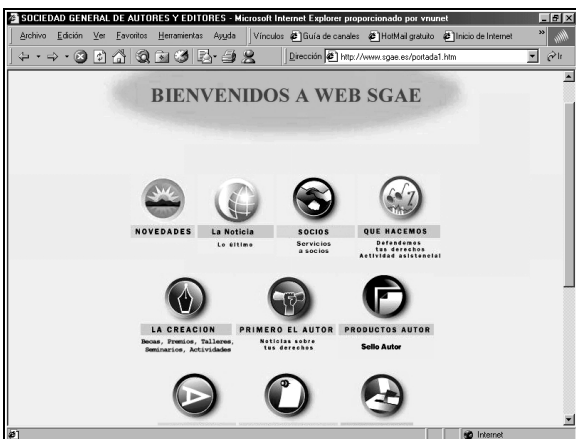 SOCIEDAD GENERAL DE AUTORES Y EDITORES - Microsoft Internet Explorer proporcionado por vnunet
Archivo Edición Ver Favoritos Herramientas Ayuda Vínculos Guía de canales HotMail gratuito Inicio de Internet »
Dirección http://www.sgae.es/portada1.htm Ir
BIENVENIDOS A WEB SGAE
NOVEDADES La Noticia SOCIOS QUE HACEMOS
Lo último Servicios a socios Defendemos tus derechos Actividad asistencial
LA CREACION PRIMERO EL AUTOR PRODUCTOS AUTOR
Becas, Premios, Talleres, Seminarios, Actividades Noticias sobre tus derechos Sello Autor
Internet